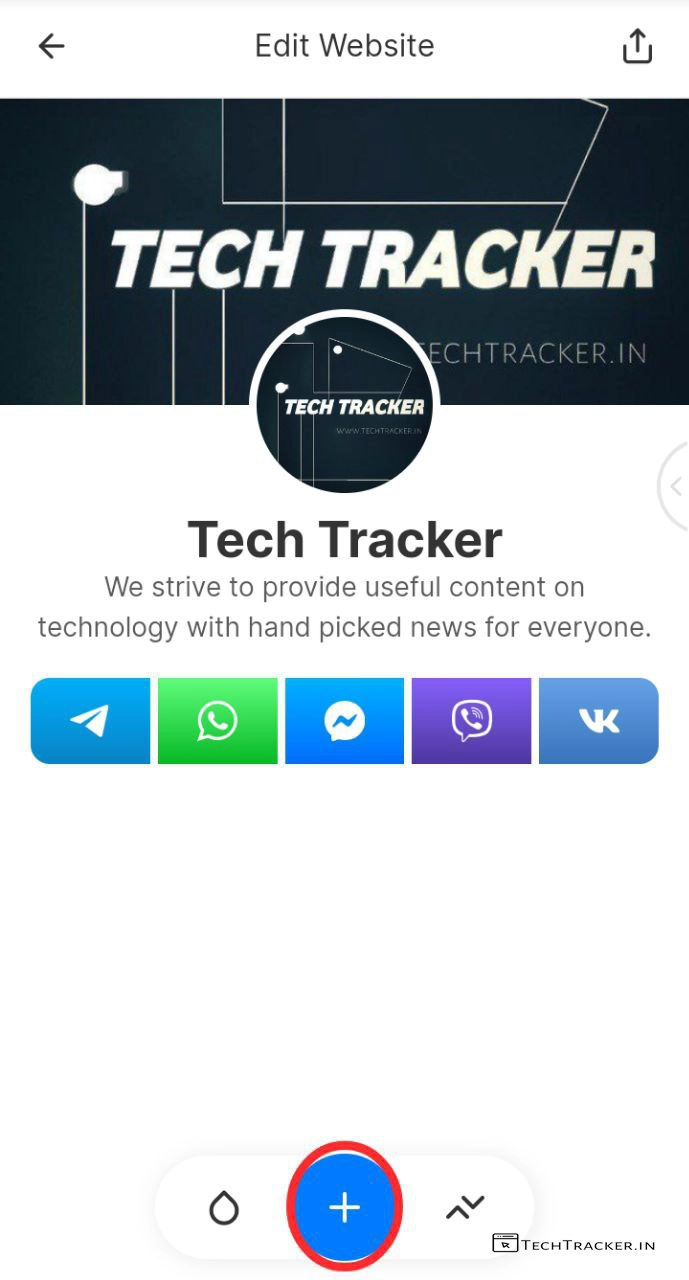 Edit Website
TECH TRACKER
TECHTRACKER.IN
TECH TRACKER
WWW.TECHTRACKER.IN
Tech Tracker
We strive to provide useful content on
technology with hand picked news for everyone.
TECHTRACKER.IN